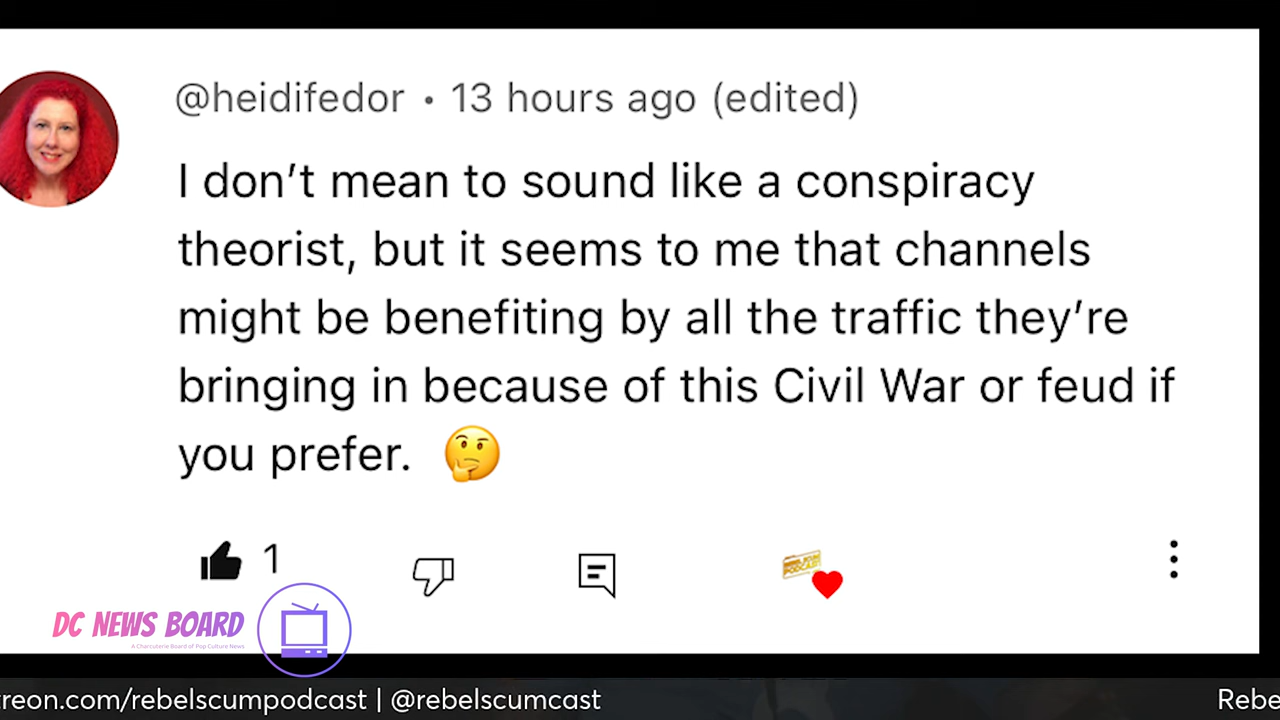 @heidifedor • 13 hours ago (edited)
I don’t mean to sound like a conspiracy
theorist, but it seems to me that channels
might be benefiting by all the traffic they’re
bringing in because of this Civil War or feud if
you prefer. 🤔
1
DC NEWS BOARD
A Charcuterie Board of Pop Culture News
reon.com/rebelscumpodcast | @rebelscumcast
Rebe